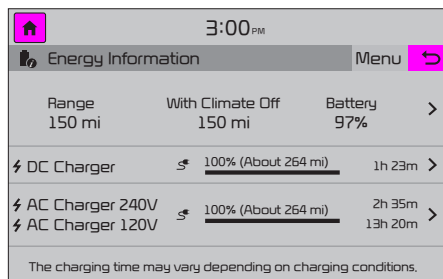 3:00 PM
Energy Information Menu
Range With Climate Off Battery
150 mi 150 mi 97%
DC Charger 100% (About 264 mi) 1h 23m
AC Charger 240V 2h 35m
100% (About 264 mi)
AC Charger 120V 13h 20m
The charging time may vary depending on charging conditions.